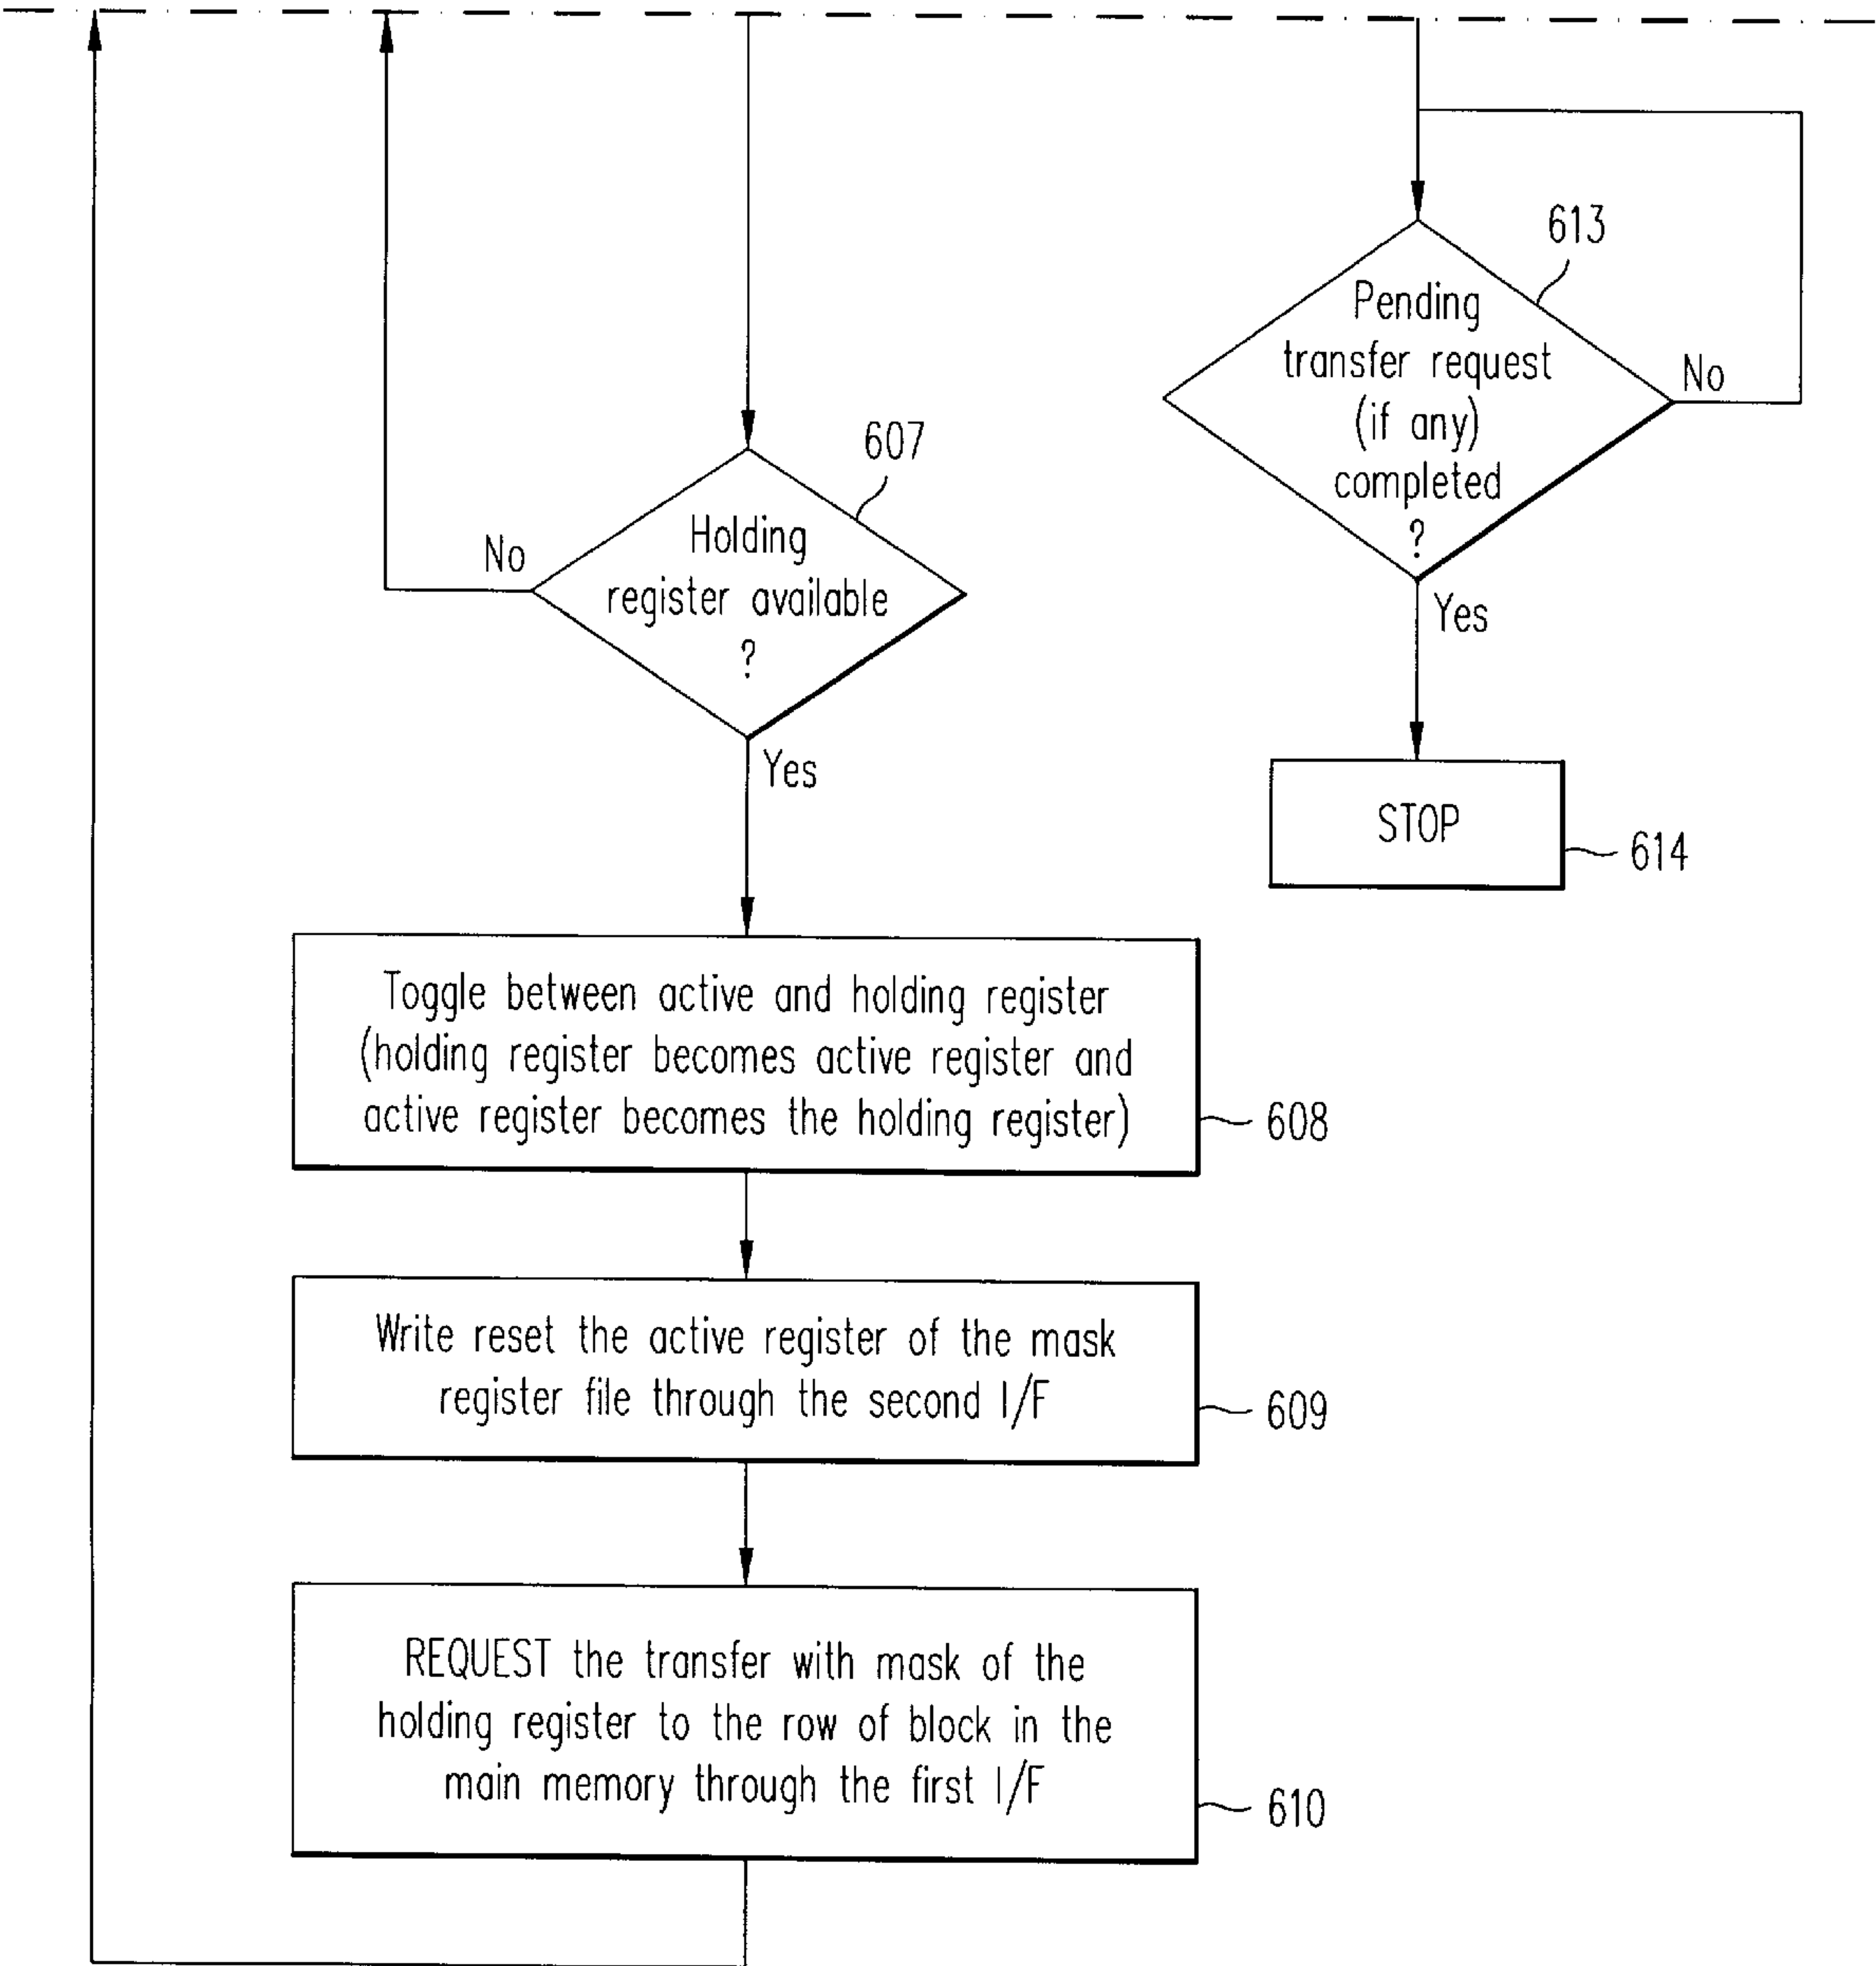 613
Pending
transfer request
(if any)
completed
?
No
Yes
STOP
614
607
Holding
register available
?
No
Yes
Toggle between active and holding register
(holding register becomes active register and
active register becomes the holding register)
608
Write reset the active register of the mask
register file through the second I/F
609
REQUEST the transfer with mask of the
holding register to the row of block in the
main memory through the first I/F
610